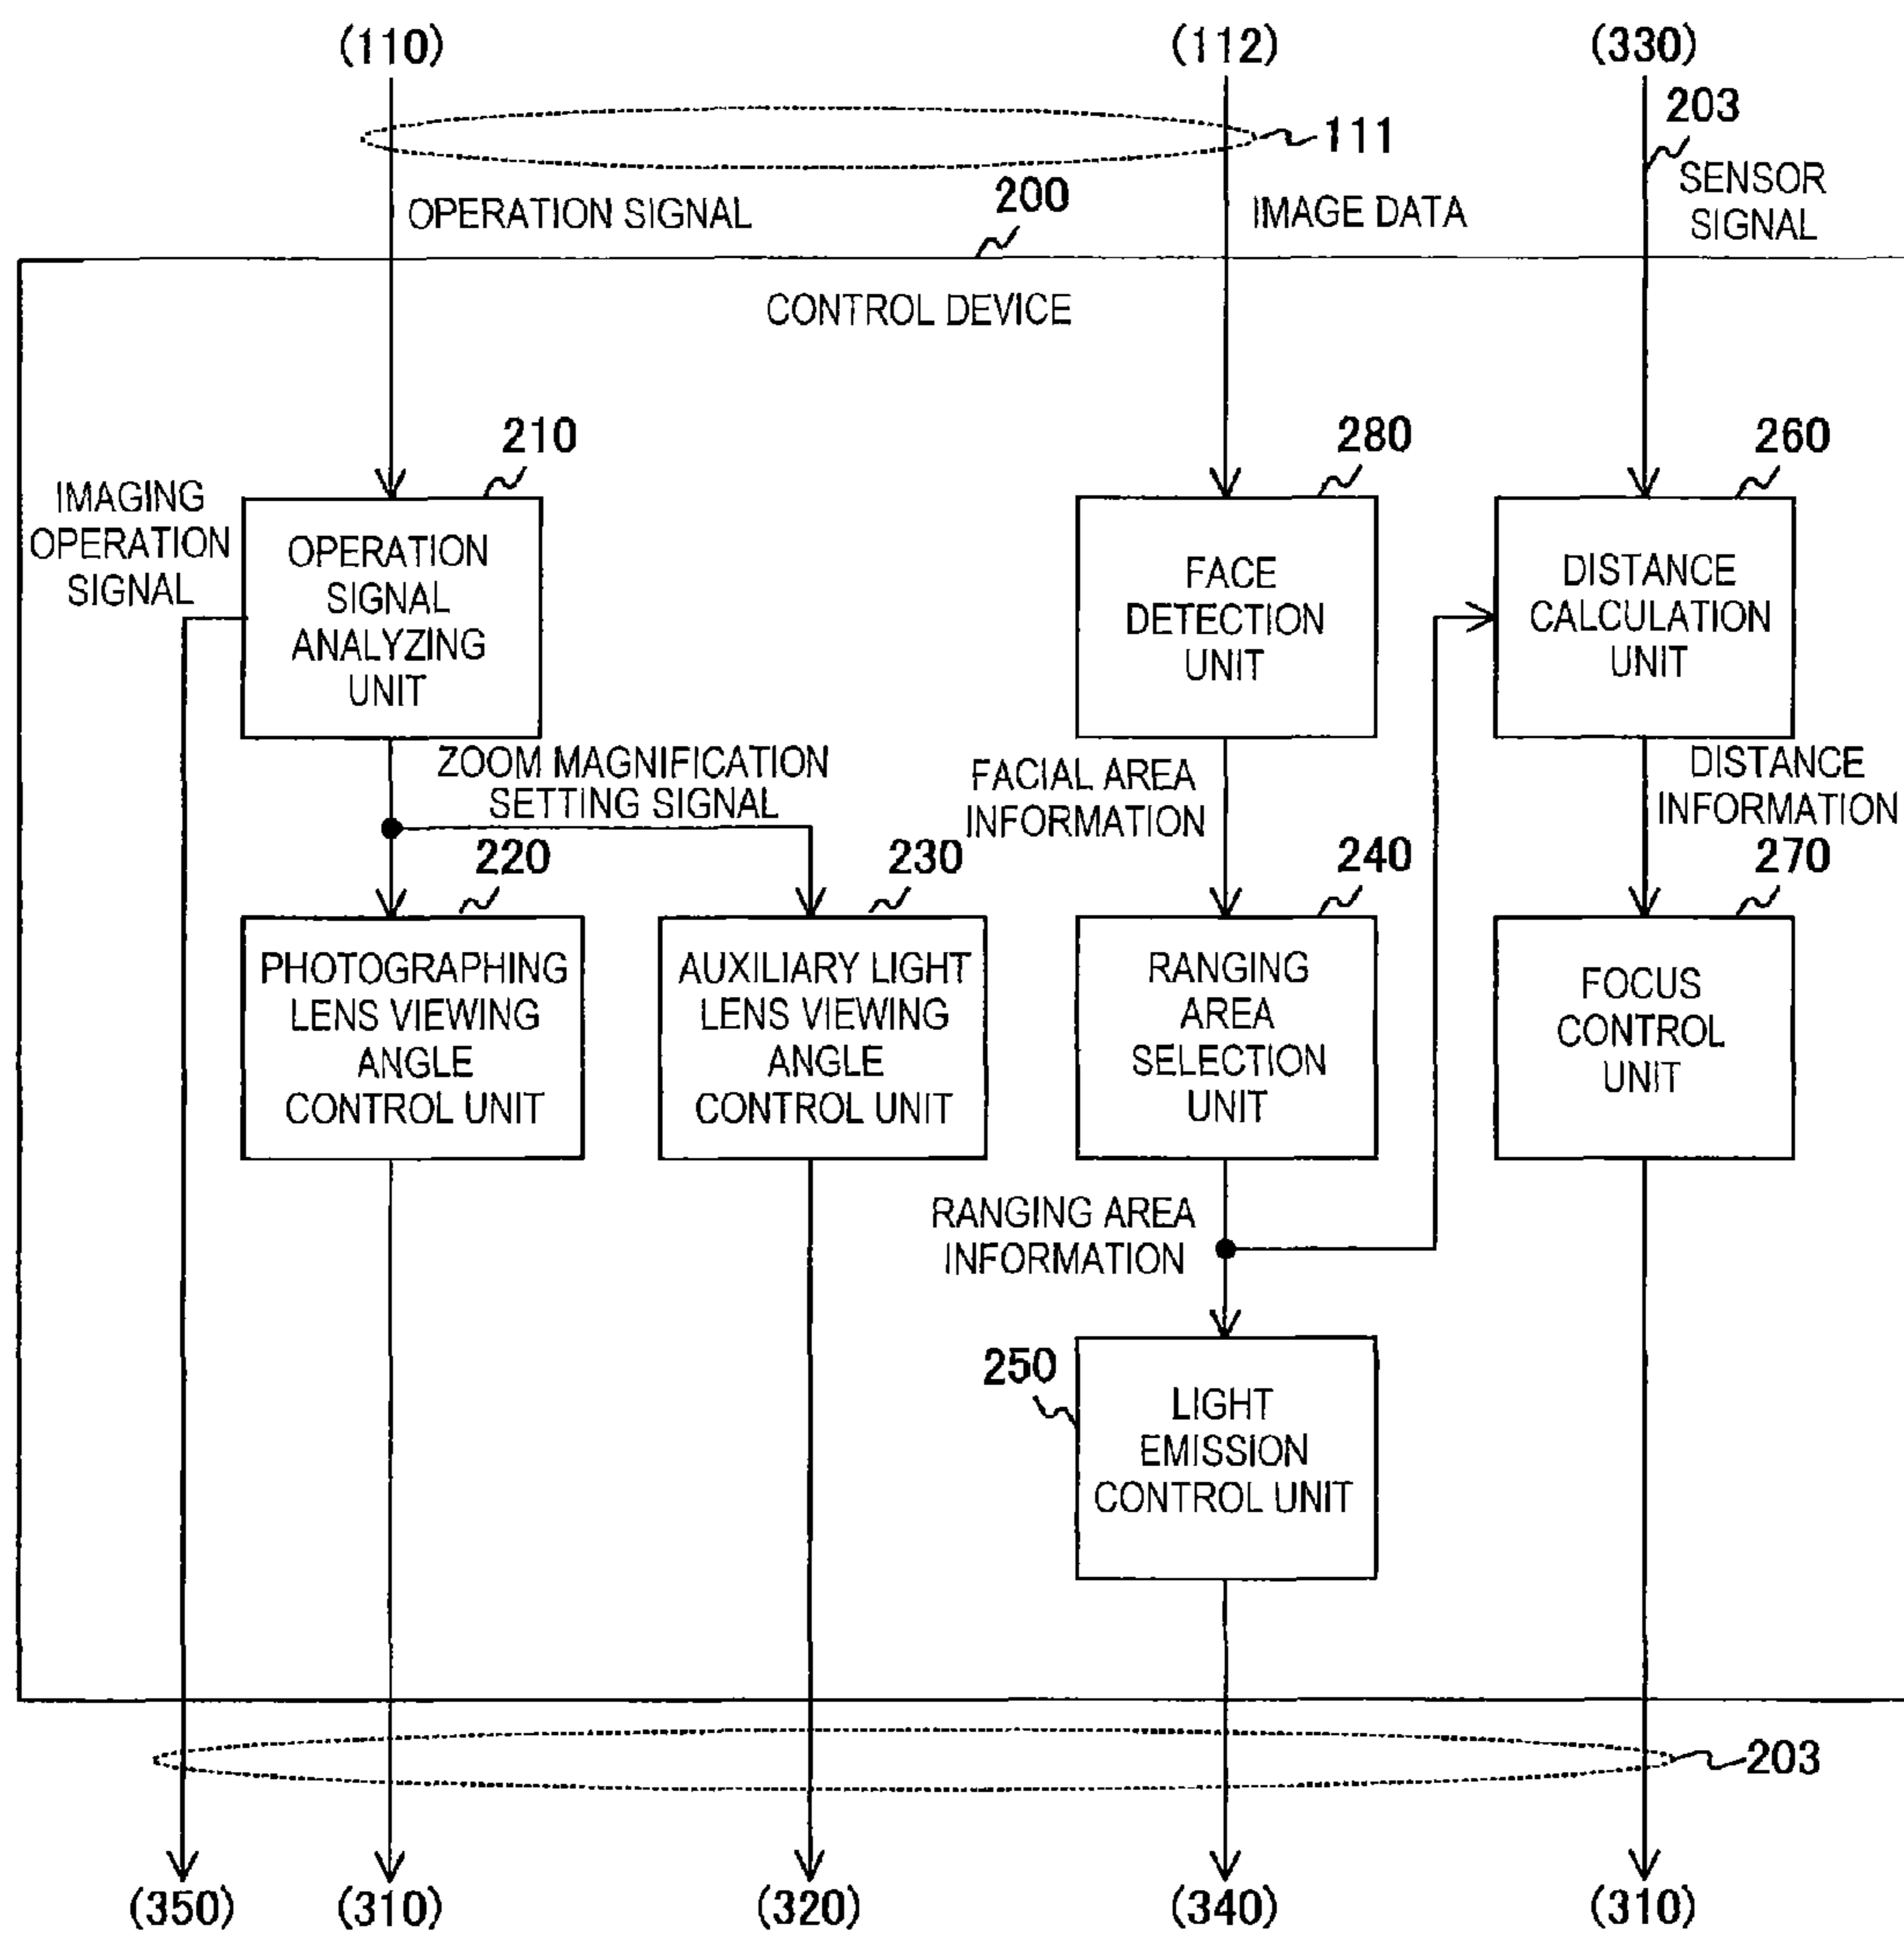 (110)
(112)
(330)
203
111
SENSOR
SIGNAL
200
OPERATION SIGNAL
IMAGE DATA
CONTROL DEVICE
210
280
260
IMAGING
OPERATION
SIGNAL
OPERATION
SIGNAL
ANALYZING
UNIT
FACE
DETECTION
UNIT
DISTANCE
CALCULATION
UNIT
ZOOM MAGNIFICATION
SETTING SIGNAL
FACIAL AREA
INFORMATION
DISTANCE
INFORMATION
220
230
240
270
PHOTOGRAPHING
LENS VIEWING
ANGLE
CONTROL UNIT
AUXILIARY LIGHT
LENS VIEWING
ANGLE
CONTROL UNIT
RANGING
AREA
SELECTION
UNIT
FOCUS
CONTROL
UNIT
RANGING AREA
INFORMATION
250
LIGHT
EMISSION
CONTROL UNIT
203
(350)
(310)
(320)
(340)
(310)